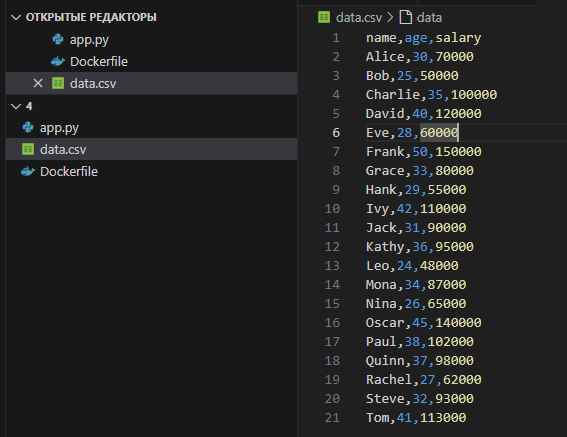 ОТКРЫТЫЕ РЕДАКТОРЫ
app.py
Dockerfile
data.csv
4
app.py
data.csv
Dockerfile
data.csv > data
1 name,age,salary
2 Alice,30,70000
3 Bob,25,50000
4 Charlie,35,100000
5 David,40,120000
6 Eve,28,60000
7 Frank,50,150000
8 Grace,33,80000
9 Hank,29,55000
10 Ivy,42,110000
11 Jack,31,90000
12 Kathy,36,95000
13 Leo,24,48000
14 Mona,34,87000
15 Nina,26,65000
16 Oscar,45,140000
17 Paul,38,102000
18 Quinn,37,98000
19 Rachel,27,62000
20 Steve,32,93000
21 Tom,41,113000